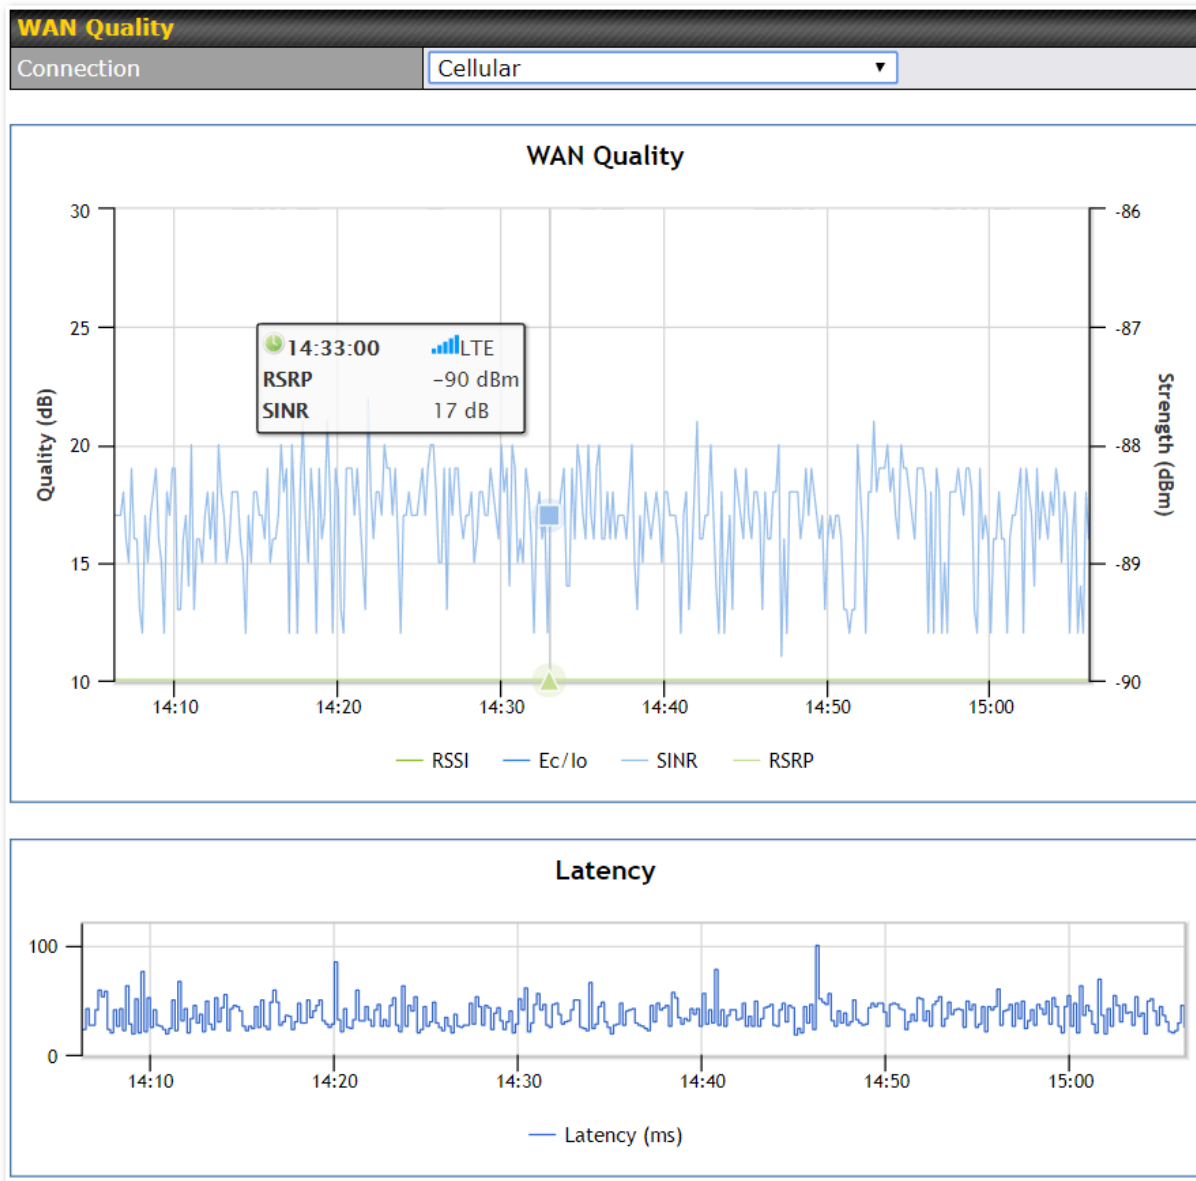 WAN Quality
Connection Cellular
WAN Quality
30 -86
25 -87
14:33:00 LTE
RSRP -90 dBm
SINR 17 dB
Quality (dB)
Strength (dBm)
20 -88
15 -89
10 -90
14:10 14:20 14:30 14:40 14:50 15:00
RSSI Ec/Io SINR RSRP
Latency
100
0
14:10 14:20 14:30 14:40 14:50 15:00
Latency (ms)